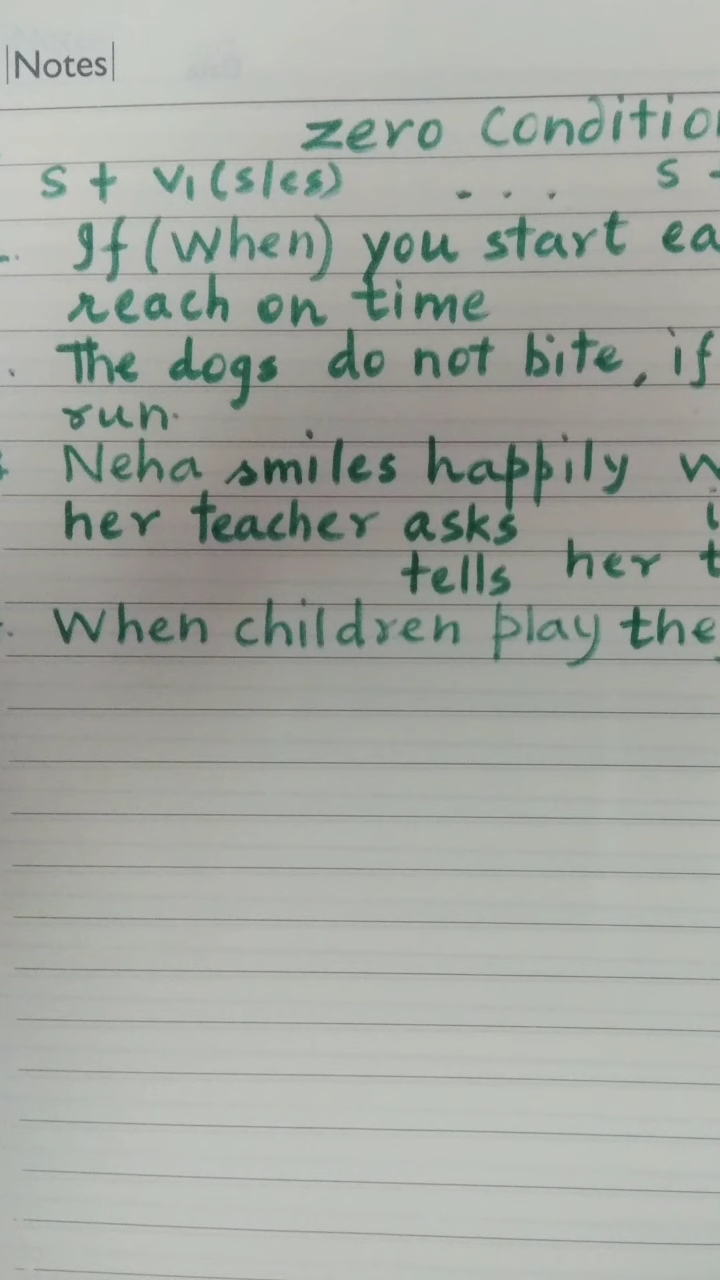 Notes
zero Conditio
S + V1 (s/es) ... S
If (When) you start ea
reach on time
The dogs do not bite, if
run.
Neha smiles happily w
her teacher asks
tells her t
When children play the